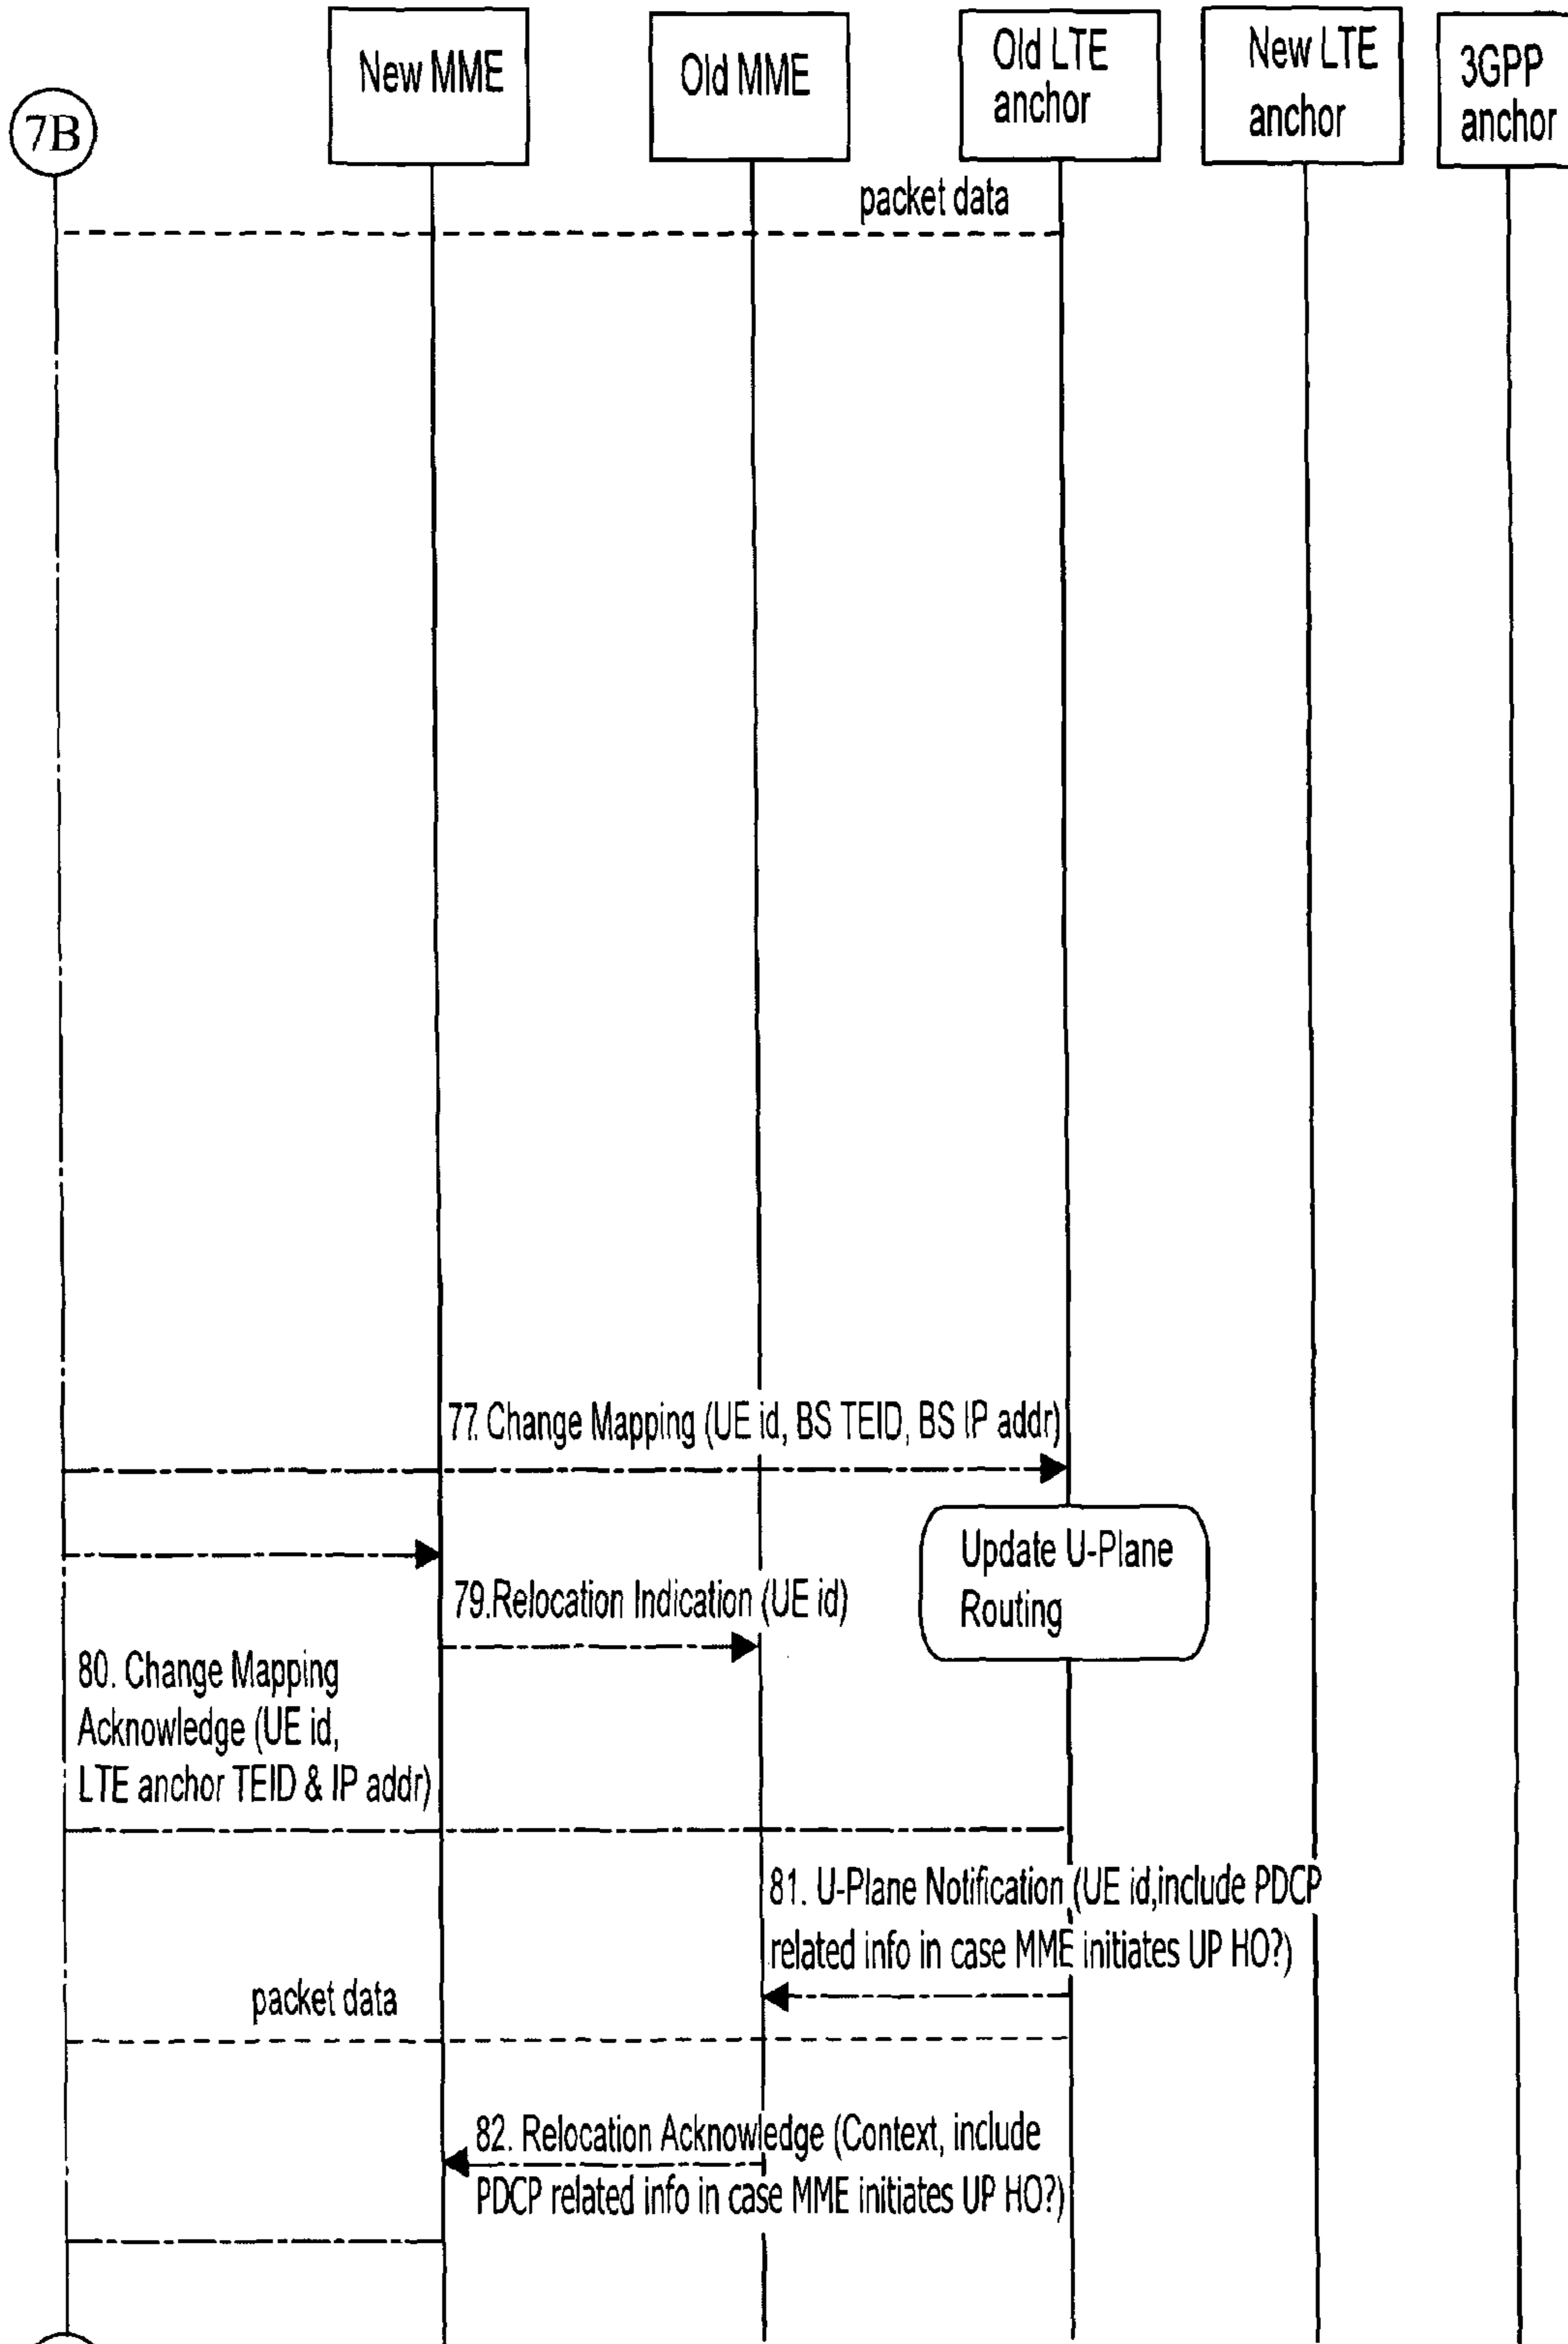 7B
New MME
Old MME
Old LTE
anchor
New LTE
anchor
3GPP
anchor
packet data
77. Change Mapping (UE id, BS TEID, BS IP addr)
Update U-Plane
Routing
79.Relocation Indication (UE id)
80. Change Mapping
Acknowledge (UE id,
LTE anchor TEID & IP addr)
81. U-Plane Notification (UE id,include PDCP
related info in case MME initiates UP HO?)
packet data
82. Relocation Acknowledge (Context, include
PDCP related info in case MME initiates UP HO?)